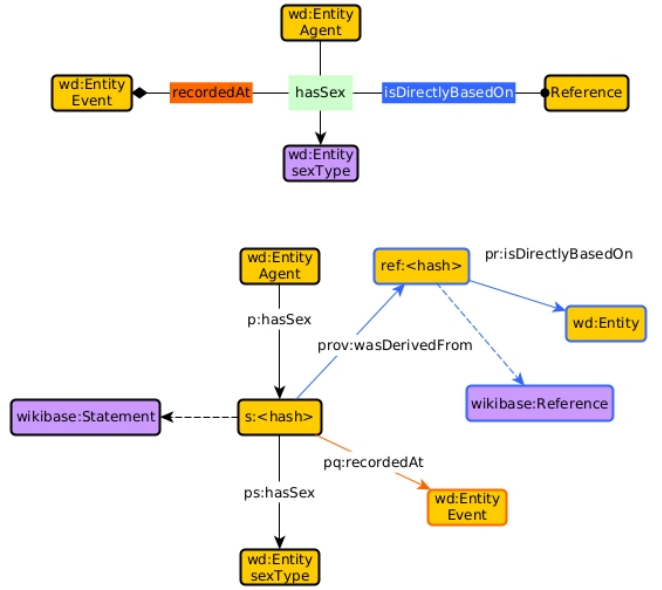 wd:Entity
Agent
wd:Entity
Event
recordedAt
hasSex
isDirectlyBasedOn
Reference
wd:Entity
sexType
wd:Entity
Agent
ref:<hash>
pr:isDirectlyBasedOn
p:hasSex
wd:Entity
prov:wasDerivedFrom
wikibase:Statement
s:<hash>
wikibase:Reference
pq:recordedAt
ps:hasSex
wd:Entity
Event
wd:Entity
sexType